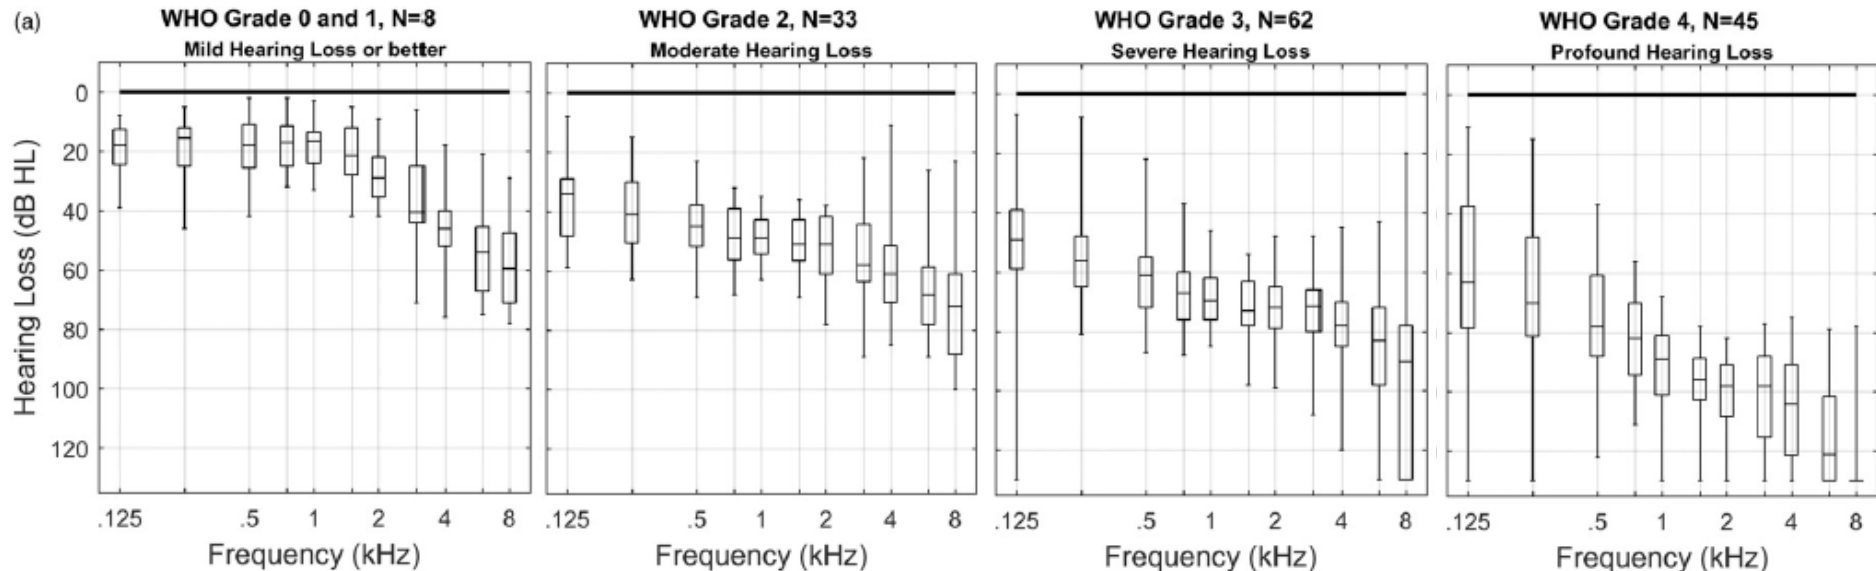 (a)
WHO Grade 0 and 1, N=8
Mild Hearing Loss or better
WHO Grade 2, N=33
Moderate Hearing Loss
WHO Grade 3, N=62
Severe Hearing Loss
WHO Grade 4, N=45
Profound Hearing Loss
Hearing Loss (dB HL)
0
20
40
60
80
100
120
.125 .5 1 2 4 8
.125 .5 1 2 4 8
.125 .5 1 2 4 8
.125 .5 1 2 4 8
Frequency (kHz)
Frequency (kHz)
Frequency (kHz)
Frequency (kHz)